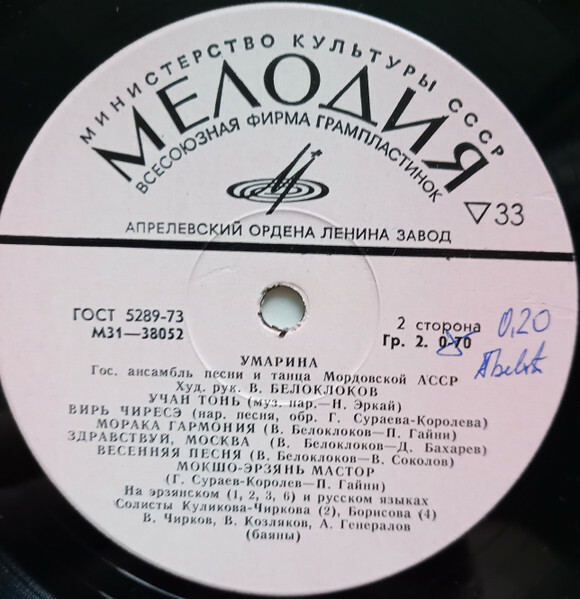 МИНИСТЕРСТВО КУЛЬТУРЫ СССР
МЕЛОДИЯ
ВСЕСОЮЗНАЯ ФИРМА ГРАМПЛАСТИНОК
33
АПРЕЛЕВСКИЙ ОРДЕНА ЛЕНИНА ЗАВОД
ГОСТ 5289-73
М31—38052
2 сторона
Гр. 2. 0-70
0,20
УМАРИНА
Гос. ансамбль песни и танца Мордовской АССР
Худ. рук. В. БЕЛОКЛОКОВ
УЧАН ТОНЬ (муз. нар.—Н. Эркай)
ВИРЬ ЧИРЕСЭ (нар. песня, обр. Г. Сураева-Королева)
МОРАКА ГАРМОНИЯ (В. Белоклоков—П. Гайни)
ЗДРАВСТВУЙ, МОСКВА (В. Белоклоков—Д. Бахарев)
ВЕСЕННЯЯ ПЕСНЯ (В. Белоклоков—В. Соколов)
МОКШО-ЭРЗЯНЬ МАСТОР
(Г. Сураев-Королев—П. Гайни)
На эрзянском (1, 2, 3, 6) и русском языках
Солисты Куликова-Чиркова (2), Борисова (4)
В. Чирков, В. Козляков, А. Генералов
(баяны)